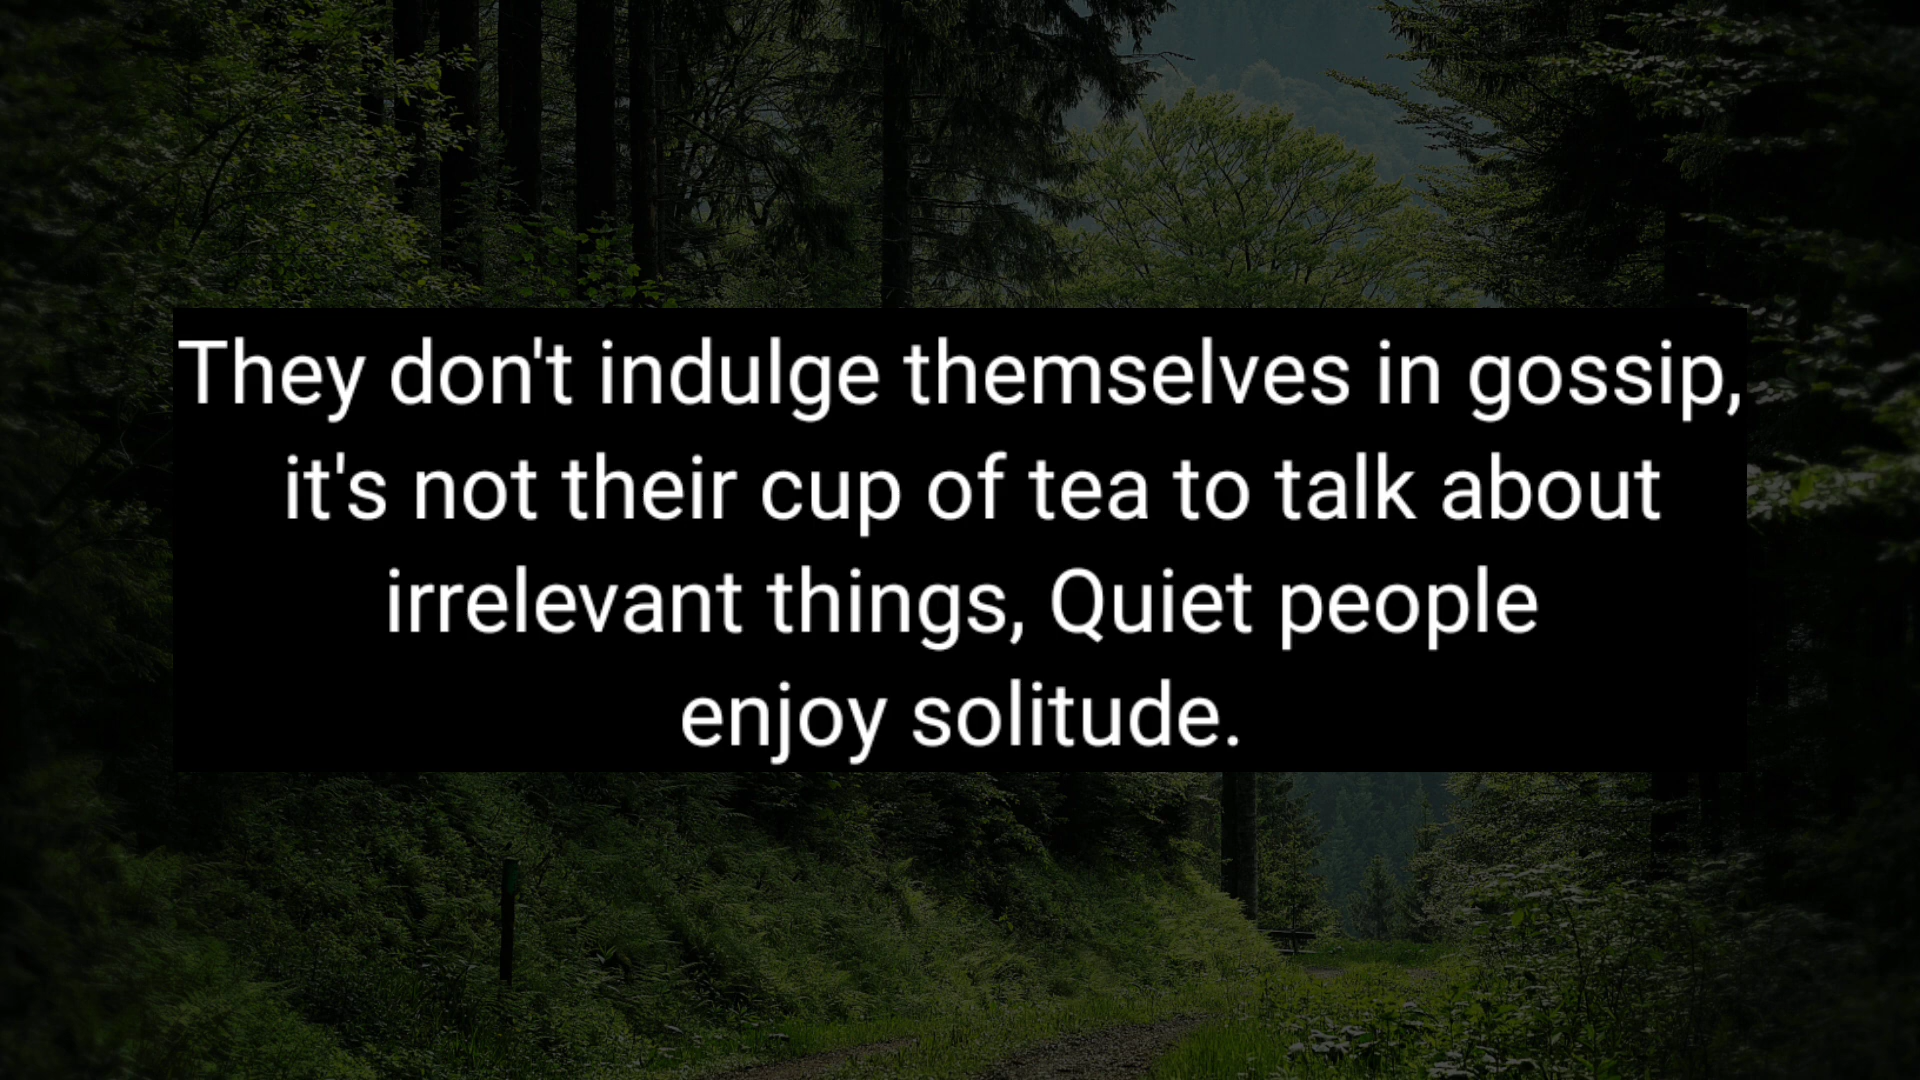 They don't indulge themselves in gossip,
it's not their cup of tea to talk about
irrelevant things, Quiet people
enjoy solitude.